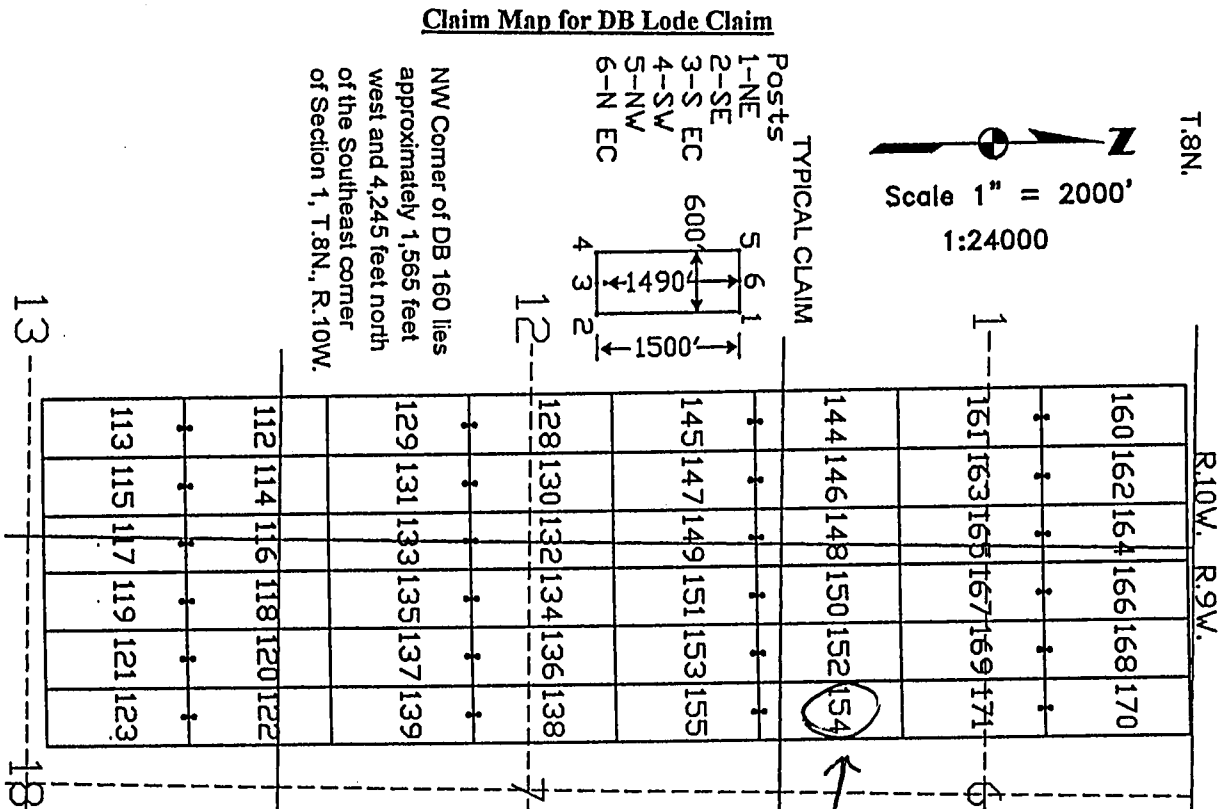 Claim Map for DB Lode Claim
T.8N.
Z
Scale 1" = 2000'
1:24000
Posts
1-NE
2-SE
3-S EC
4-SW
5-NW
6-N EC
TYPICAL CLAIM
600'
5
6
1
4
3
2
1490'
1500'
NW Corner of DB 160 lies
approximately 1,565 feet
west and 4,245 feet north
of the Southeast corner
of Section 1, T.8N., R.10W.
R.10W. R.9W.
160 162 164 166 168 170
1
161 163 165 167 169 171
6
144 146 148 150 152 154
145 147 149 151 153 155
12
128 130 132 134 136 138
7
129 131 133 135 137 139
112 114 116 118 120 122
113 115 117 119 121 123
13
18